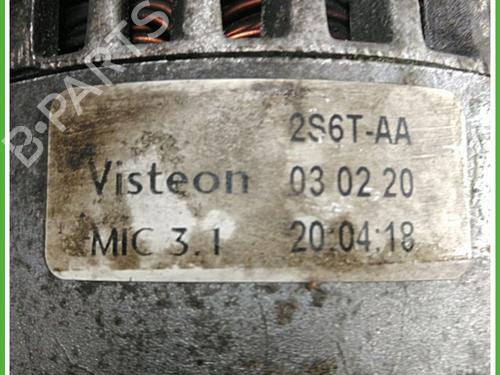 B-PARTS
2S6T-AA
Visteon 03 02 20
MIC 3.1 20:04:18